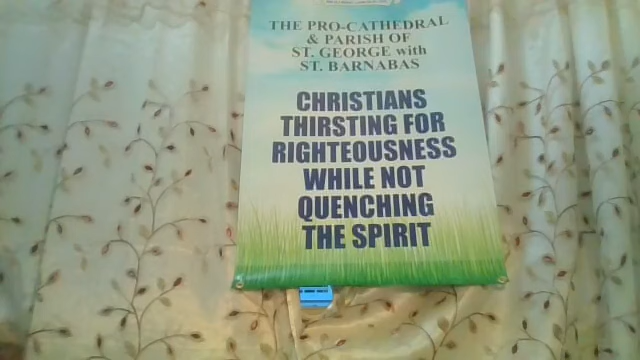 THE PRO-CATHEDRAL
& PARISH OF
ST. GEORGE with
ST. BARNABAS
CHRISTIANS
THIRSTING FOR
RIGHTEOUSNESS
WHILE NOT
QUENCHING
THE SPIRIT